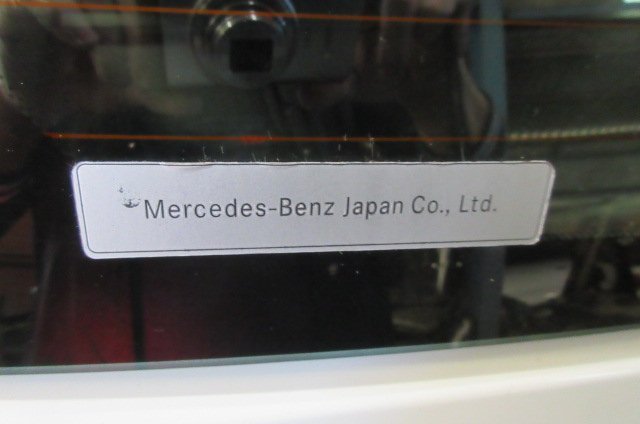 Mercedes-Benz Japan Co., Ltd.